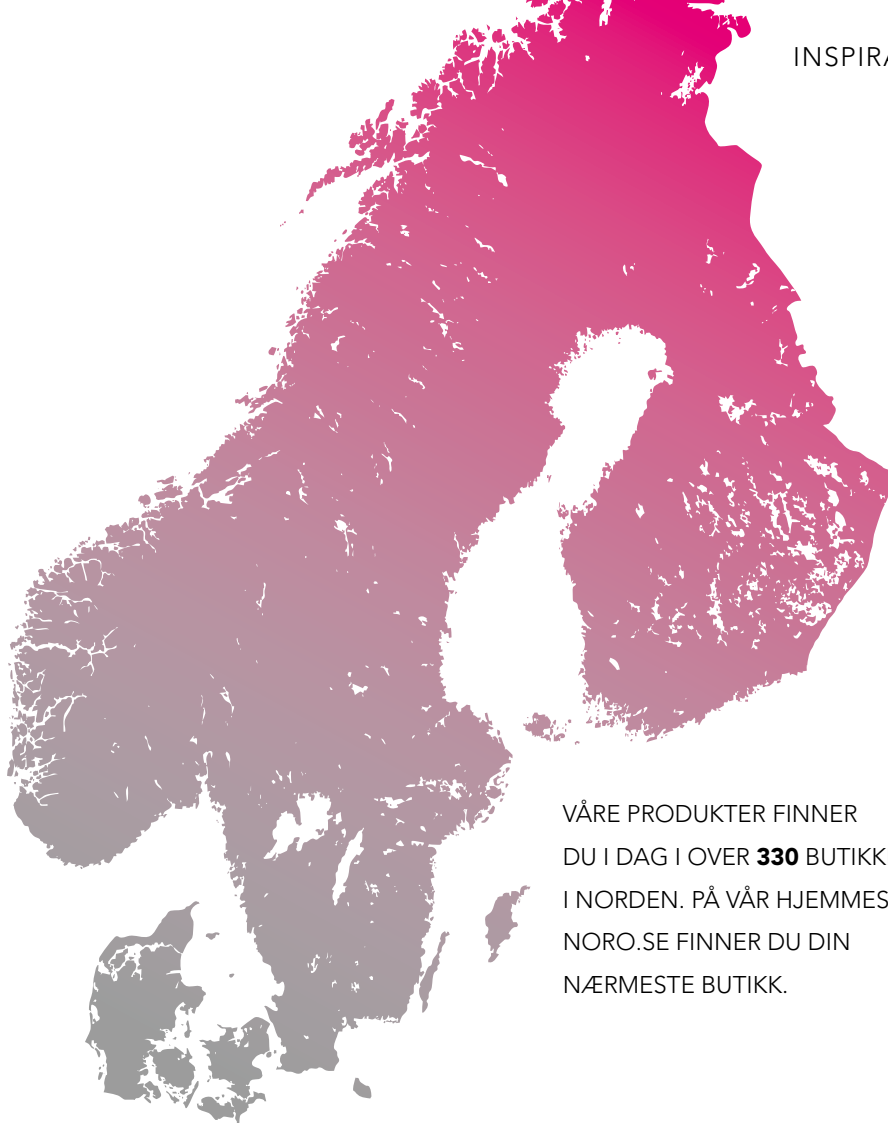 INSPIRA
VÅRE PRODUKTER FINNER
DU I DAG I OVER 330 BUTIKK
I NORDEN. PÅ VÅR HJEMMES
NORO.SE FINNER DU DIN
NÆRMESTE BUTIKK.